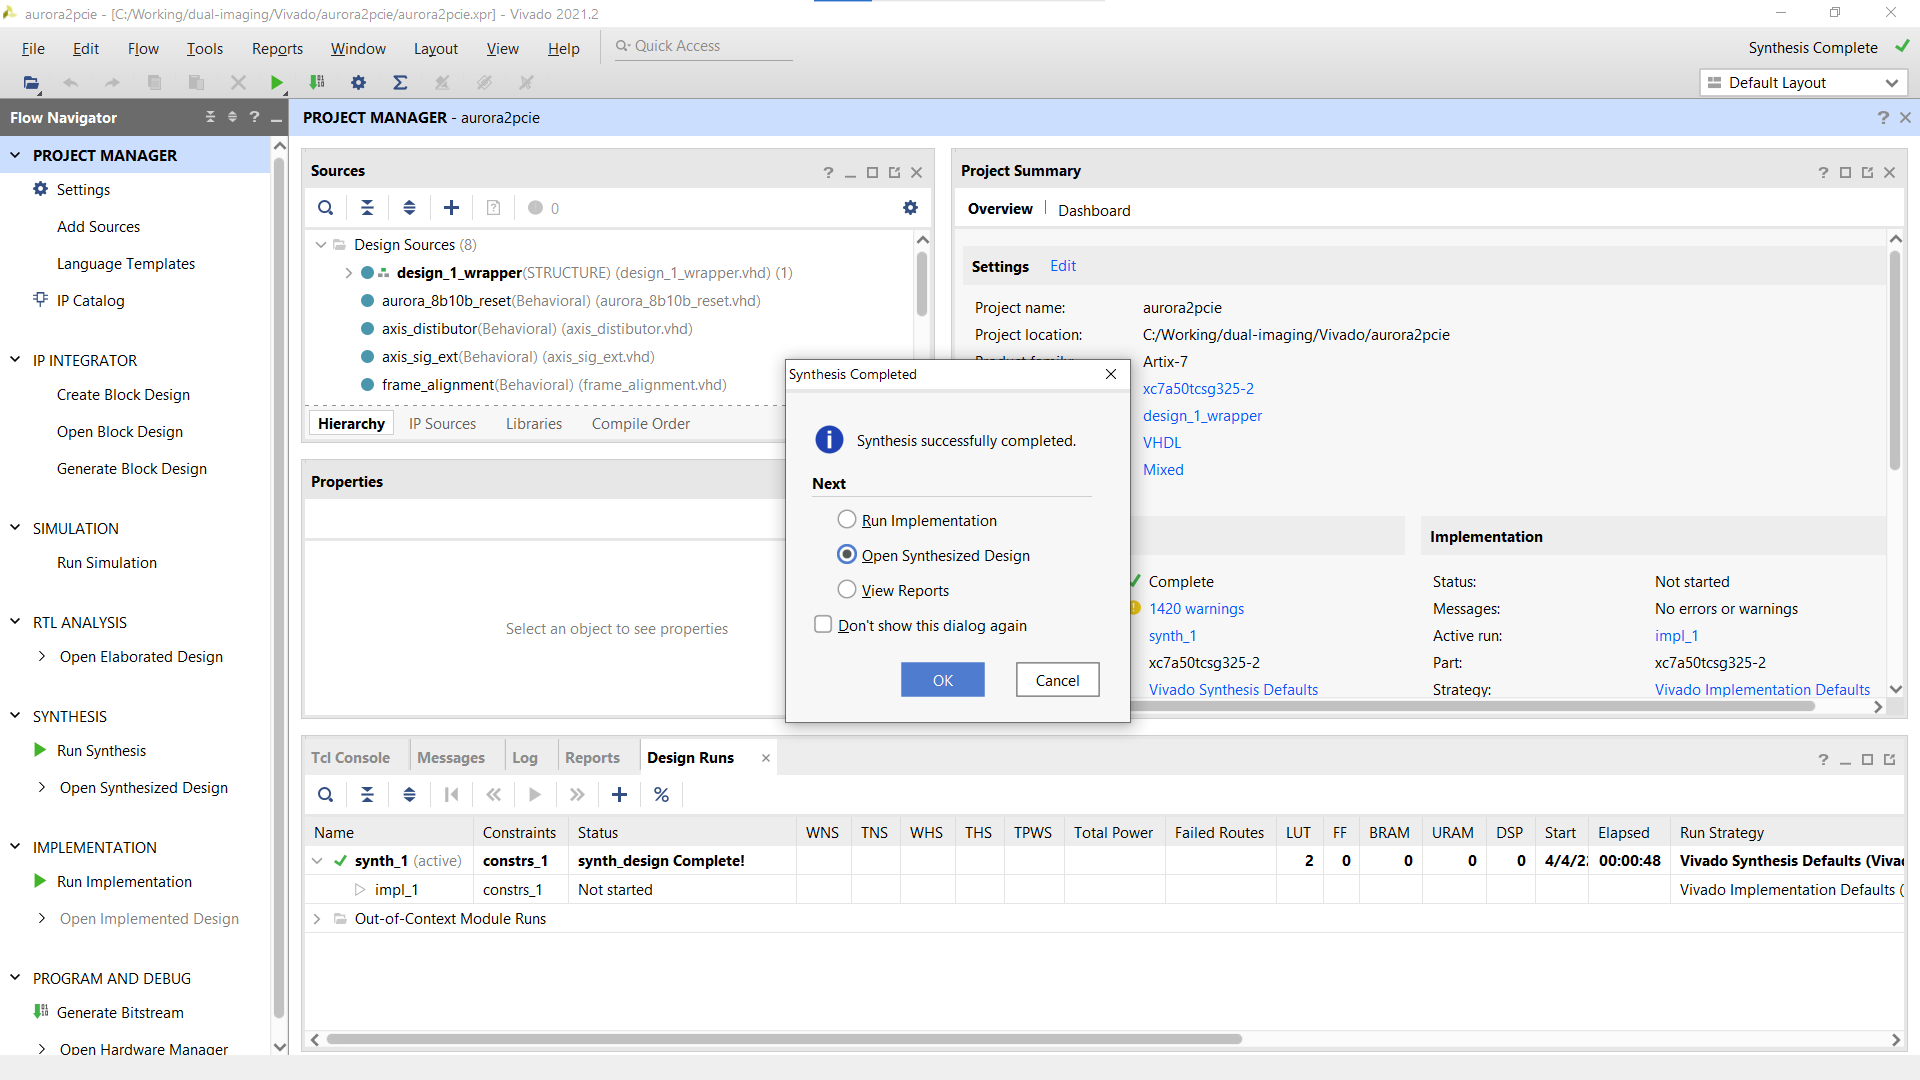 aurora2pcie - [C:/Working/dual-imaging/Vivado/aurora2pcie/aurora2pcie.xpr] - Vivado 2021.2
File Edit Flow Tools Reports Window Layout View Help Quick Access
Synthesis Complete
Default Layout
Flow Navigator
PROJECT MANAGER - aurora2pcie
PROJECT MANAGER
Settings
Add Sources
Language Templates
IP Catalog
IP INTEGRATOR
Create Block Design
Open Block Design
Generate Block Design
SIMULATION
Run Simulation
RTL ANALYSIS
Open Elaborated Design
SYNTHESIS
Run Synthesis
Open Synthesized Design
IMPLEMENTATION
Run Implementation
Open Implemented Design
PROGRAM AND DEBUG
Generate Bitstream
Open Hardware Manager
Sources
0
Design Sources (8)
design_1_wrapper(STRUCTURE) (design_1_wrapper.vhd) (1)
aurora_8b10b_reset(Behavioral) (aurora_8b10b_reset.vhd)
axis_distibutor(Behavioral) (axis_distibutor.vhd)
axis_sig_ext(Behavioral) (axis_sig_ext.vhd)
frame_alignment(Behavioral) (frame_alignment.vhd)
Hierarchy IP Sources Libraries Compile Order
Properties
Select an object to see properties
Project Summary
Overview Dashboard
Settings Edit
Project name: aurora2pcie
Project location: C:/Working/dual-imaging/Vivado/aurora2pcie
Product family: Artix-7
xc7a50tcsg325-2
design_1_wrapper
VHDL
Mixed
Complete
1420 warnings
synth_1
xc7a50tcsg325-2
Vivado Synthesis Defaults
Implementation
Status: Not started
Messages: No errors or warnings
Active run: impl_1
Part: xc7a50tcsg325-2
Strategy: Vivado Implementation Defaults
Synthesis Completed
Synthesis successfully completed.
Next
Run Implementation
Open Synthesized Design
View Reports
Don't show this dialog again
OK Cancel
Tcl Console Messages Log Reports Design Runs
Name Constraints Status WNS TNS WHS THS TPWS Total Power Failed Routes LUT FF BRAM URAM DSP Start Elapsed Run Strategy
synth_1 (active) constrs_1 synth_design Complete! 2 0 0 0 0 4/4/2 00:00:48 Vivado Synthesis Defaults (Viva
impl_1 constrs_1 Not started Vivado Implementation Defaults (
Out-of-Context Module Runs